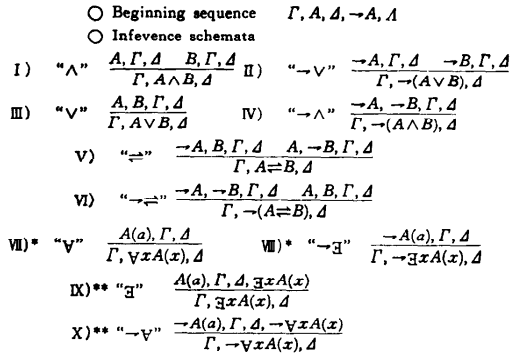 ○ Beginning sequence Γ, A, Δ, →A, Λ
○ Infevence schemata
I) “∧” A, Γ, Δ B, Γ, Δ / Γ, A∧B, Δ II) “→∨” →A, Γ, Δ →B, Γ, Δ / Γ, →(A∨B), Δ
III) “∨” A, B, Γ, Δ / Γ, A∨B, Δ IV) “→∧” →A, →B, Γ, Δ / Γ, →(A∧B), Δ
V) “⇌” →A, B, Γ, Δ A, →B, Γ, Δ / Γ, A⇌B, Δ
VI) “→⇌” →A, →B, Γ, Δ A, B, Γ, Δ / Γ, →(A⇌B), Δ
VII)* “∀” A(a), Γ, Δ / Γ, ∀xA(x), Δ VIII)* “→∃” →A(a), Γ, Δ / Γ, →∃xA(x), Δ
IX)** “∃” A(a), Γ, Δ, ∃xA(x) / Γ, ∃xA(x), Δ
X)** “→∀” →A(a), Γ, Δ, →∀xA(x) / Γ, →∀xA(x), Δ